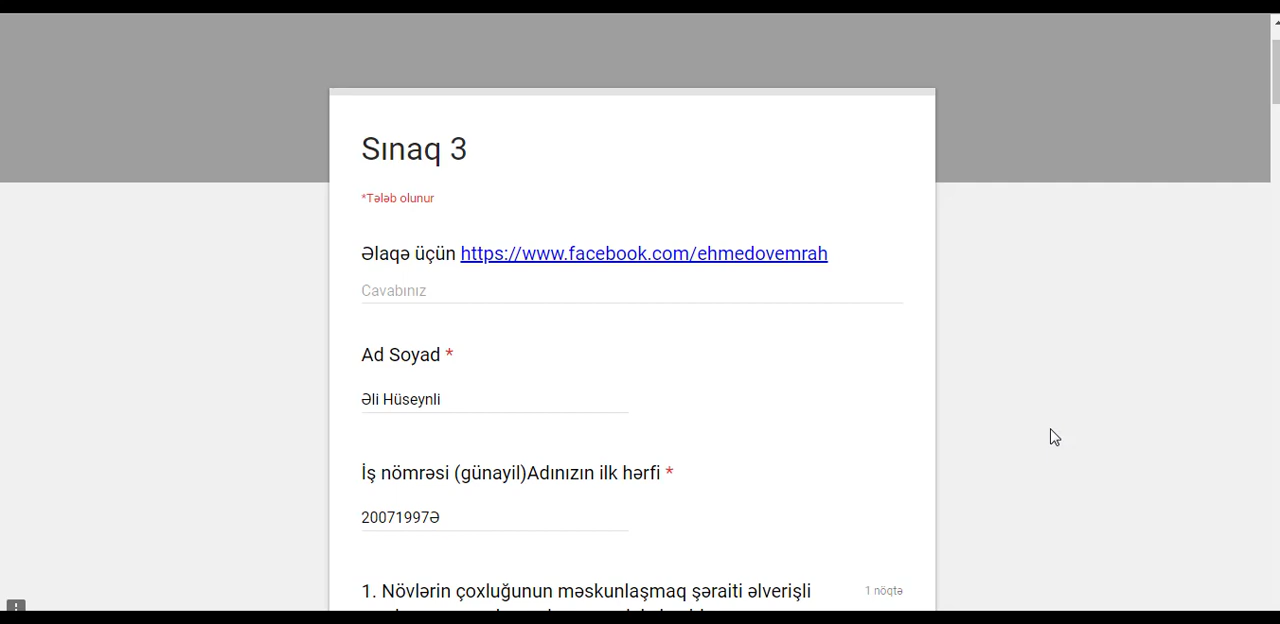 Sınaq 3
*Tələb olunur
Əlaqə üçün https://www.facebook.com/ehmedovemrah
Cavabınız
Ad Soyad *
Əli Hüseynli
İş nömrəsi (günayil)Adınızın ilk hərfi *
20071997Ə
1. Növlərin çoxluğunun məskunlaşmaq şəraiti əlverişli 1 nöqtə